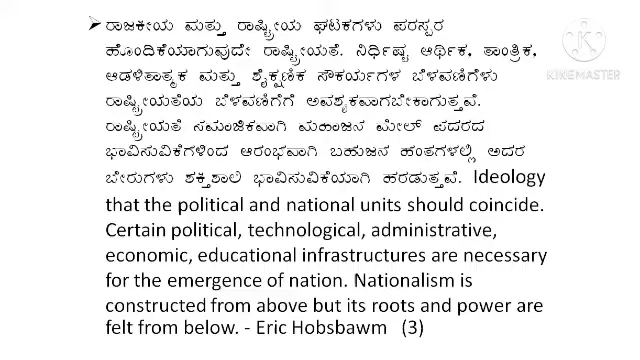 ➤ ರಾಜಕೀಯ ಮತ್ತು ರಾಷ್ಟ್ರೀಯ ಘಟಕಗಳು ಪರಸ್ಪರ
ಹೊಂದಿಕೆಯಾಗುವುದೇ ರಾಷ್ಟ್ರೀಯತೆ. ನಿರ್ಧಿಷ್ಟ ಆರ್ಥಿಕ, ತಾಂತ್ರಿಕ,
ಆಡಳಿತಾತ್ಮಕ ಮತ್ತು ಶೈಕ್ಷಣಿಕ ಸೌಕರ್ಯಗಳ ಬೆಳವಣಿಗೆಳು
ರಾಷ್ಟ್ರೀಯತೆಯ ಬೆಳವಣಿಗೆಗೆ ಅವಶ್ಯಕವಾಗಬೇಕಾಗುತ್ತವೆ.
ರಾಷ್ಟ್ರೀಯತೆ ಸಮಾಜಿಕವಾಗಿ ಮಹಾಜನ ಮೇಲ್ ಪದರದ
ಭಾವಿಸುವಿಕೆಗಳಿಂದ ಆರಂಭವಾಗಿ ಬಹುಜನ ಹಂತಗಳಲ್ಲಿ ಅದರ
ಬೇರುಗಳು ಶಕ್ತಿಶಾಲಿ ಭಾವಿಸುವಿಕೆಯಾಗಿ ಹರಡುತ್ತವೆ. Ideology
that the political and national units should coincide.
Certain political, technological, administrative,
economic, educational infrastructures are necessary
for the emergence of nation. Nationalism is
constructed from above but its roots and power are
felt from below. - Eric Hobsbawm (3)
KINEMASTER